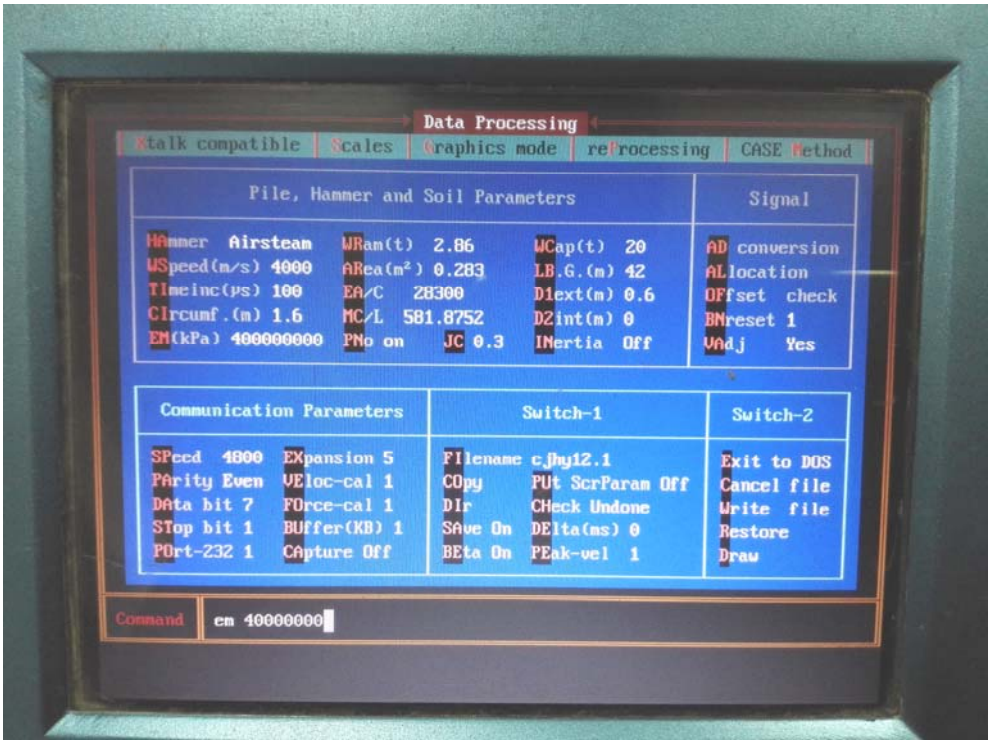 Data Processing
Xtalk compatible Scales Graphics mode reProcessing CASE Method
Pile, Hammer and Soil Parameters Signal
HAmmer Airsteam WRam(t) 2.86 WCap(t) 20 AD conversion
WSpeed(m/s) 4000 ARea(m²) 0.283 LB.G.(m) 42 ALlocation
TImeinc(μs) 100 EA/C 28300 D1ext(m) 0.6 OFfset check
CIrcumf.(m) 1.6 MC/L 581.8752 D2int(m) 0 BNreset 1
EM(kPa) 400000000 PNo on JC 0.3 INertia Off VAdj Yes
Communication Parameters Switch-1 Switch-2
SPeed 4800 EXpansion 5 FIlename cjhy12.1 Exit to DOS
PArity Even VEloc-cal 1 COpy PUt ScrParam Off Cancel file
DAta bit 7 FOrce-cal 1 DIr CHeck Undone Write file
STop bit 1 BUffer(KB) 1 SAve On DElta(ms) 0 Restore
POrt-232 1 CApture Off BEta On PEak-vel 1 Draw
Command em 40000000